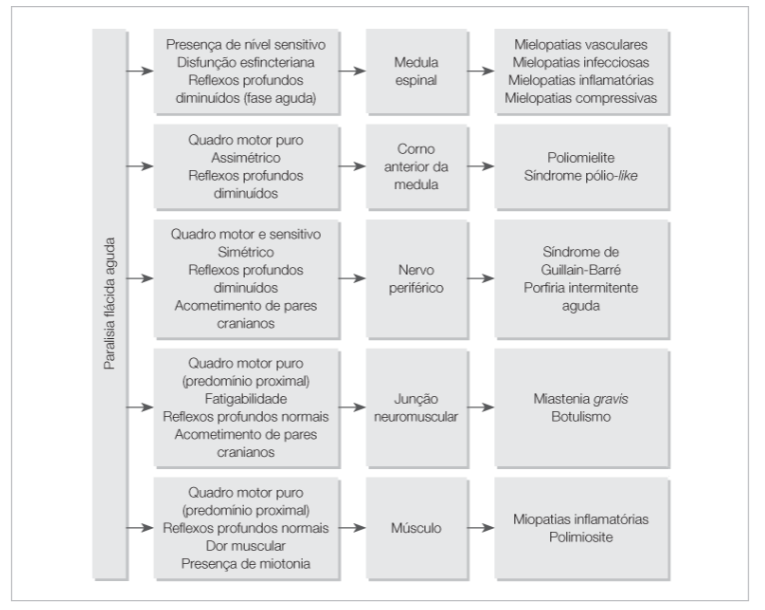 Paralisia flácida aguda
Presença de nível sensitivo
Disfunção esfincteriana
Reflexos profundos
diminuídos (fase aguda)
Medula
espinal
Mielopatias vasculares
Mielopatias infecciosas
Mielopatias inflamatórias
Mielopatias compressivas
Quadro motor puro
Assimétrico
Reflexos profundos
diminuídos
Corno
anterior da
medula
Poliomielite
Síndrome pólio-like
Quadro motor e sensitivo
Simétrico
Reflexos profundos
diminuídos
Acometimento de pares
cranianos
Nervo
periférico
Síndrome de
Guillain-Barré
Porfiria intermitente
aguda
Quadro motor puro
(predomínio proximal)
Fatigabilidade
Reflexos profundos normais
Acometimento de pares
cranianos
Junção
neuromuscular
Miastenia gravis
Botulismo
Quadro motor puro
(predomínio proximal)
Reflexos profundos normais
Dor muscular
Presença de miotonia
Músculo
Miopatias inflamatórias
Polimiosite